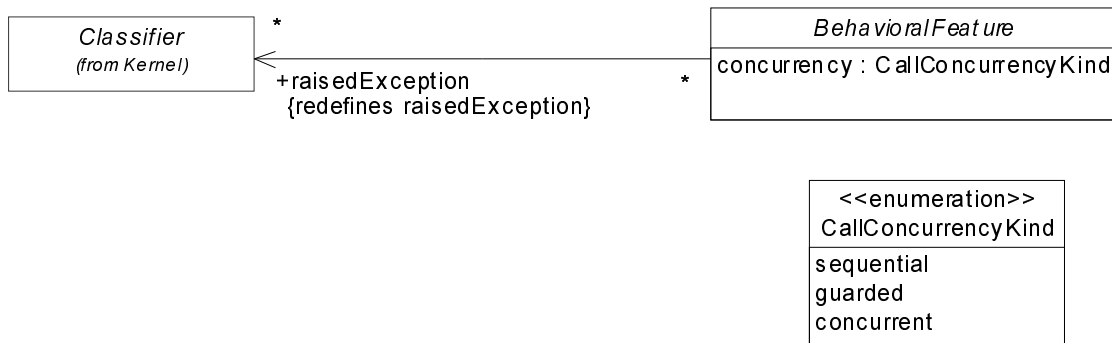 Classifier
(from Kernel)
*
+raisedException
{redefines raisedException}
*
BehavioralFeature
concurrency : CallConcurrencyKind
<<enumeration>>
CallConcurrencyKind
sequential
guarded
concurrent